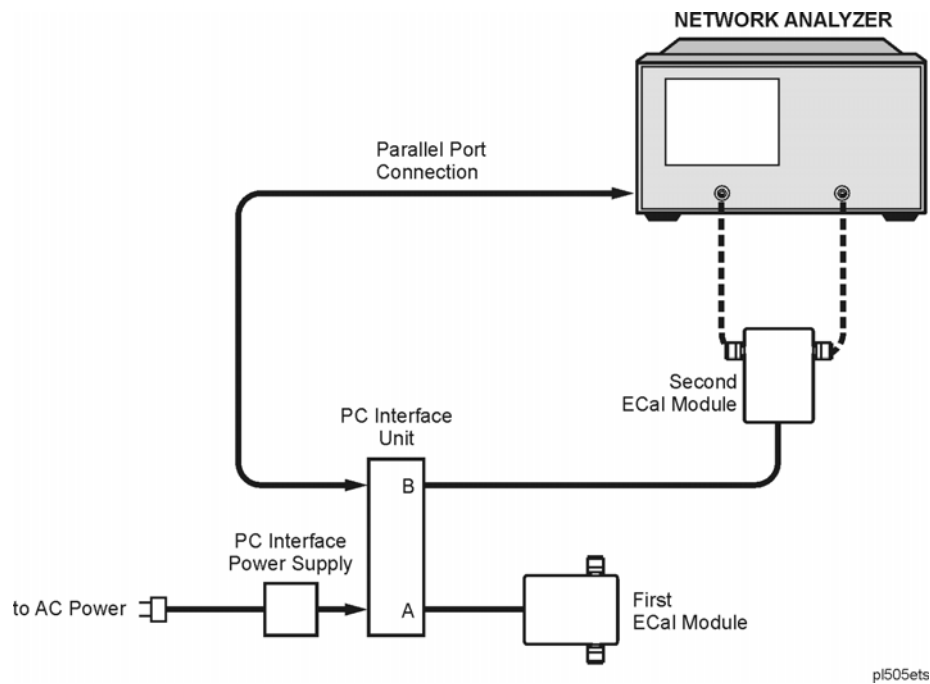 NETWORK ANALYZER
Parallel Port
Connection
Second
ECal Module
PC Interface
Unit
B
PC Interface
Power Supply
to AC Power
A
First
ECal Module
pl505ets